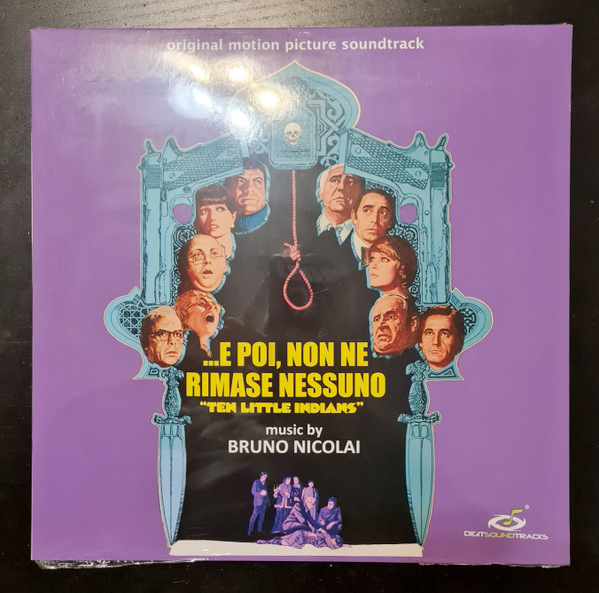 original motion picture soundtrack
...E POI, NON NE
RIMASE NESSUNO
"TEN LITTLE INDIANS"
music by
BRUNO NICOLAI
DIGITSOUNDTRACKS